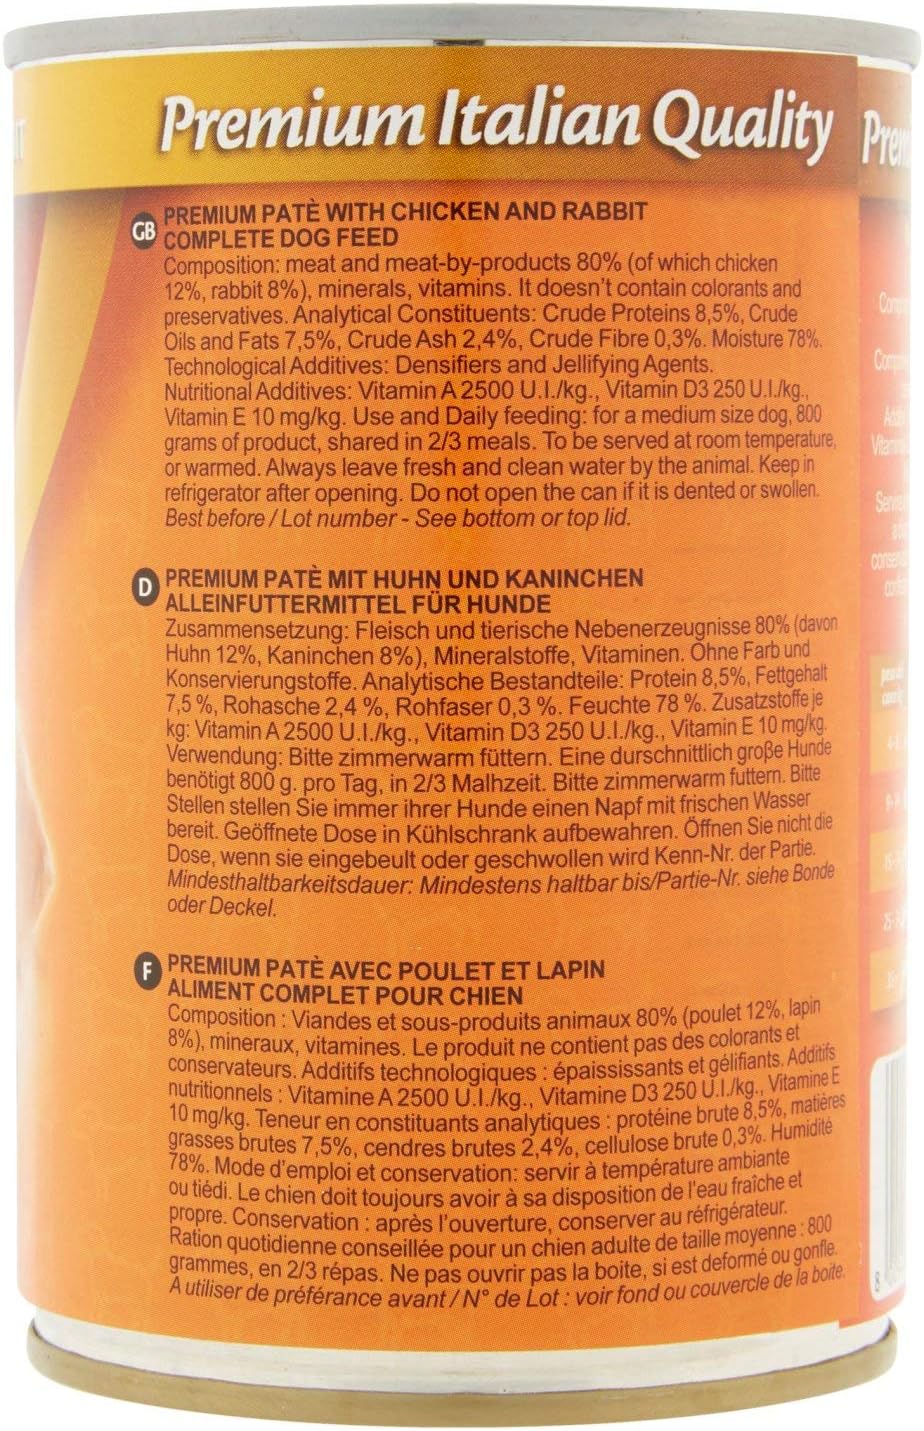 Premium Italian Quality
GB PREMIUM PATÈ WITH CHICKEN AND RABBIT
COMPLETE DOG FEED
Composition: meat and meat-by-products 80% (of which chicken
12%, rabbit 8%), minerals, vitamins. It doesn't contain colorants and
preservatives. Analytical Constituents: Crude Proteins 8,5%, Crude
Oils and Fats 7,5%, Crude Ash 2,4%, Crude Fibre 0,3%. Moisture 78%.
Technological Additives: Densifiers and Jellifying Agents.
Nutritional Additives: Vitamin A 2500 U.I./kg., Vitamin D3 250 U.I./kg.,
Vitamin E 10 mg/kg. Use and Daily feeding: for a medium size dog, 800
grams of product, shared in 2/3 meals. To be served at room temperature,
or warmed. Always leave fresh and clean water by the animal. Keep in
refrigerator after opening. Do not open the can if it is dented or swollen.
Best before / Lot number - See bottom or top lid.
D PREMIUM PATÈ MIT HUHN UND KANINCHEN
ALLEINFUTTERMITTEL FÜR HUNDE
Zusammensetzung: Fleisch und tierische Nebenerzeugnisse 80% (davon
Huhn 12%, Kaninchen 8%), Mineralstoffe, Vitaminen. Ohne Farb und
Konservierungstoffe. Analytische Bestandteile: Protein 8,5%, Fettgehalt
7,5 %, Rohasche 2,4 %, Rohfaser 0,3 %. Feuchte 78 %. Zusatzstoffe je
kg: Vitamin A 2500 U.I./kg., Vitamin D3 250 U.I./kg., Vitamin E 10 mg/kg.
Verwendung: Bitte zimmerwarm füttern. Eine durschnittlich große Hunde
benötigt 800 g. pro Tag, in 2/3 Malhzeit. Bitte zimmerwarm futtern. Bitte
Stellen stellen Sie immer ihrer Hunde einen Napf mit frischen Wasser
bereit. Geöffnete Dose in Kühlschrank aufbewahren. Öffnen Sie nicht die
Dose, wenn sie eingebeult oder geschwollen wird Kenn-Nr. der Partie.
Mindesthaltbarkeitsdauer: Mindestens haltbar bis/Partie-Nr. siehe Bonde
oder Deckel.
F PREMIUM PATÈ AVEC POULET ET LAPIN
ALIMENT COMPLET POUR CHIEN
Composition : Viandes et sous-produits animaux 80% (poulet 12%, lapin
8%), mineraux, vitamines. Le produit ne contient pas des colorants et
conservateurs. Additifs technologiques : épaississants et gélifiants. Additifs
nutritionnels : Vitamine A 2500 U.I./kg., Vitamine D3 250 U.I./kg., Vitamine E
10 mg/kg. Teneur en constituants analytiques : protéine brute 8,5%, matières
grasses brutes 7,5%, cendres brutes 2,4%, cellulose brute 0,3%. Humidité
78%. Mode d'emploi et conservation: servir à température ambiante
ou tiédi. Le chien doit toujours avoir à sa disposition de l'eau fraîche et
propre. Conservation : après l'ouverture, conserver au réfrigérateur.
Ration quotidienne conseillée pour un chien adulte de taille moyenne : 800
grammes, en 2/3 répas. Ne pas ouvrir pas la boite, si est deformé ou gonfle.
A utiliser de préférance avant / N° de Lot : voir fond ou couvercle de la boite.